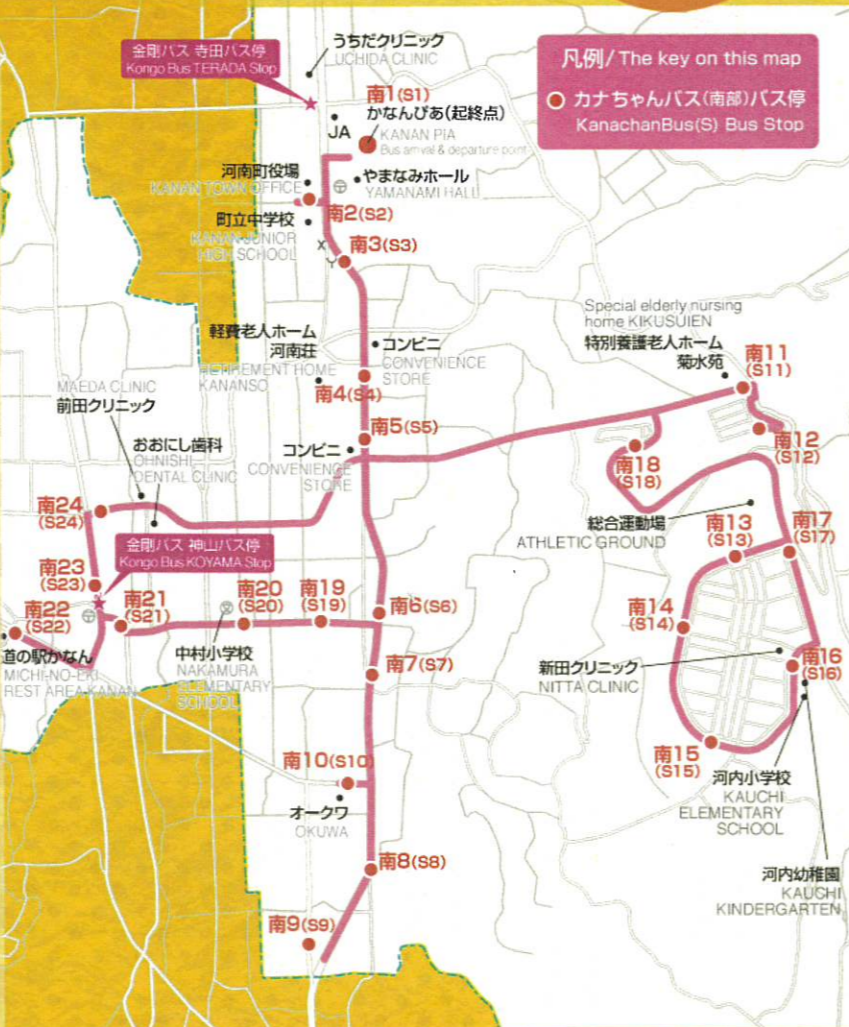 金剛バス 寺田バス停
Kongo Bus TERADA Stop
うちだクリニック
UCHIDA CLINIC
凡例/The key on this map
カナちゃんバス(南部)バス停
KanachanBus(S) Bus Stop
南1(S1)
かなんぴあ(起終点)
KANAN PIA
Bus arrival & departure point
JA
河南町役場
KANAN TOWN OFFICE
やまなみホール
YAMANAMI HALL
南2(S2)
町立中学校
KANAN JUNIOR
HIGH SCHOOL
X
Y
南3(S3)
軽費老人ホーム
河南荘
RETIREMENT HOME
KANANSO
コンビニ
CONVENIENCE
STORE
南4(S4)
Special elderly nursing
home KIKUSUIEN
特別養護老人ホーム
菊水苑
南11
(S11)
南12
(S12)
MAEDA CLINIC
前田クリニック
おおにし歯科
OHNISHI
DENTAL CLINIC
コンビニ
CONVENIENCE
STORE
南5(S5)
南18
(S18)
南24
(S24)
総合運動場
ATHLETIC GROUND
南13
(S13)
南17
(S17)
金剛バス 神山バス停
Kongo Bus KOYAMA Stop
南23
(S23)
南22
(S22)
南21
(S21)
南20
(S20)
南19
(S19)
南6(S6)
南14
(S14)
道の駅かなん
MICHI-NO-EKI
REST AREA KANAN
中村小学校
NAKAMURA
ELEMENTARY
SCHOOL
南7(S7)
新田クリニック
NITTA CLINIC
南16
(S16)
南15
(S15)
南10(S10)
オークワ
OKUWA
河内小学校
KAUCHI
ELEMENTARY
SCHOOL
南8(S8)
河内幼稚園
KAUCHI
KINDERGARTEN
南9(S9)